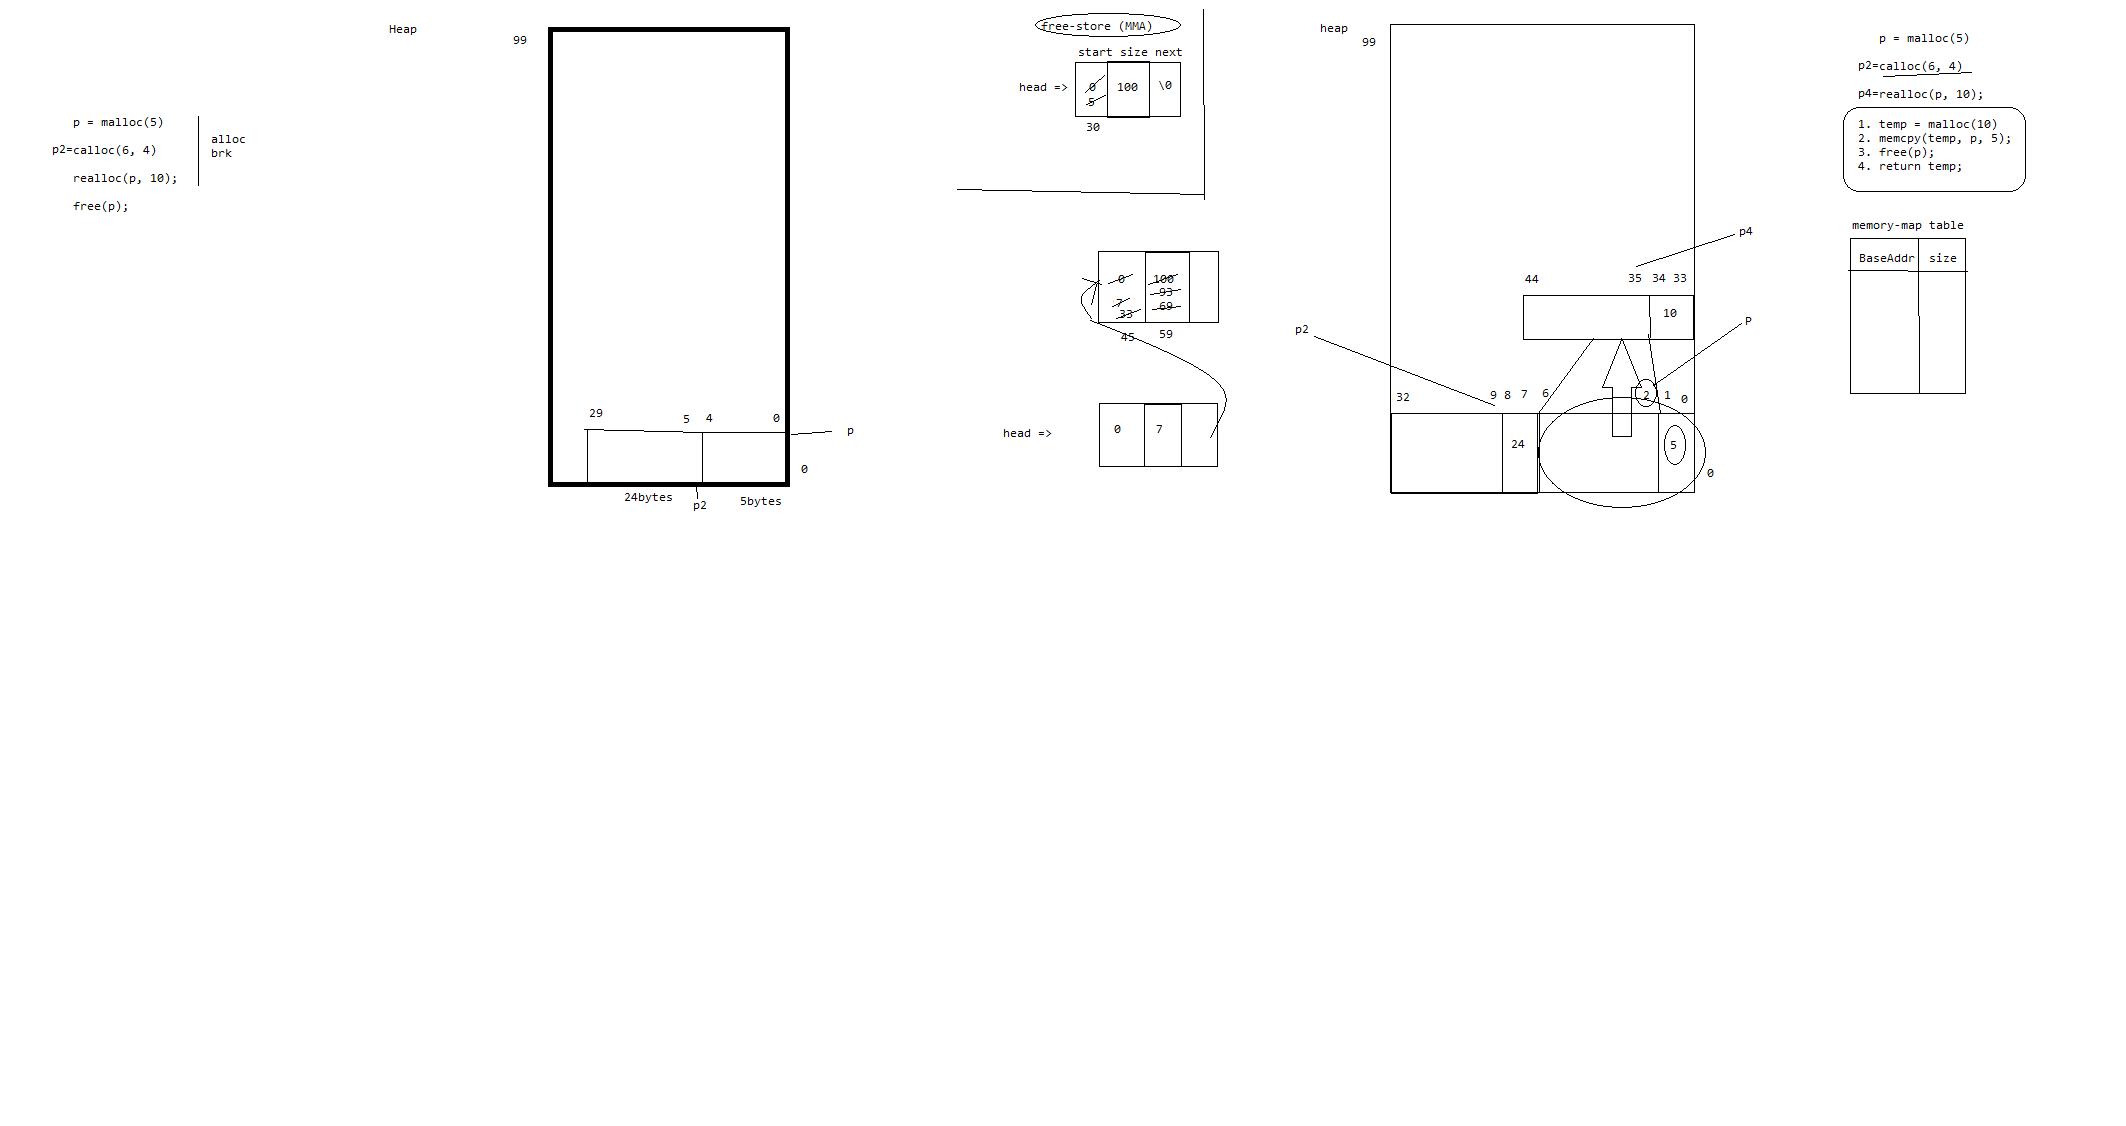 Heap
99
p = malloc(5)
p2=calloc(6, 4)
realloc(p, 10);
free(p);
alloc
brk
29
5
4
0
p
0
24bytes
p2
5bytes
free-store (MMA)
start size next
head =>
0
100
\0
5
30
0
100
93
7
69
33
45
59
head =>
0
7
heap
99
p4
44
35 34 33
10
p2
P
32
9 8 7 6
2 1 0
24
5
0
p = malloc(5)
p2=calloc(6, 4)
p4=realloc(p, 10);
1. temp = malloc(10)
2. memcpy(temp, p, 5);
3. free(p);
4. return temp;
memory-map table
BaseAddr size